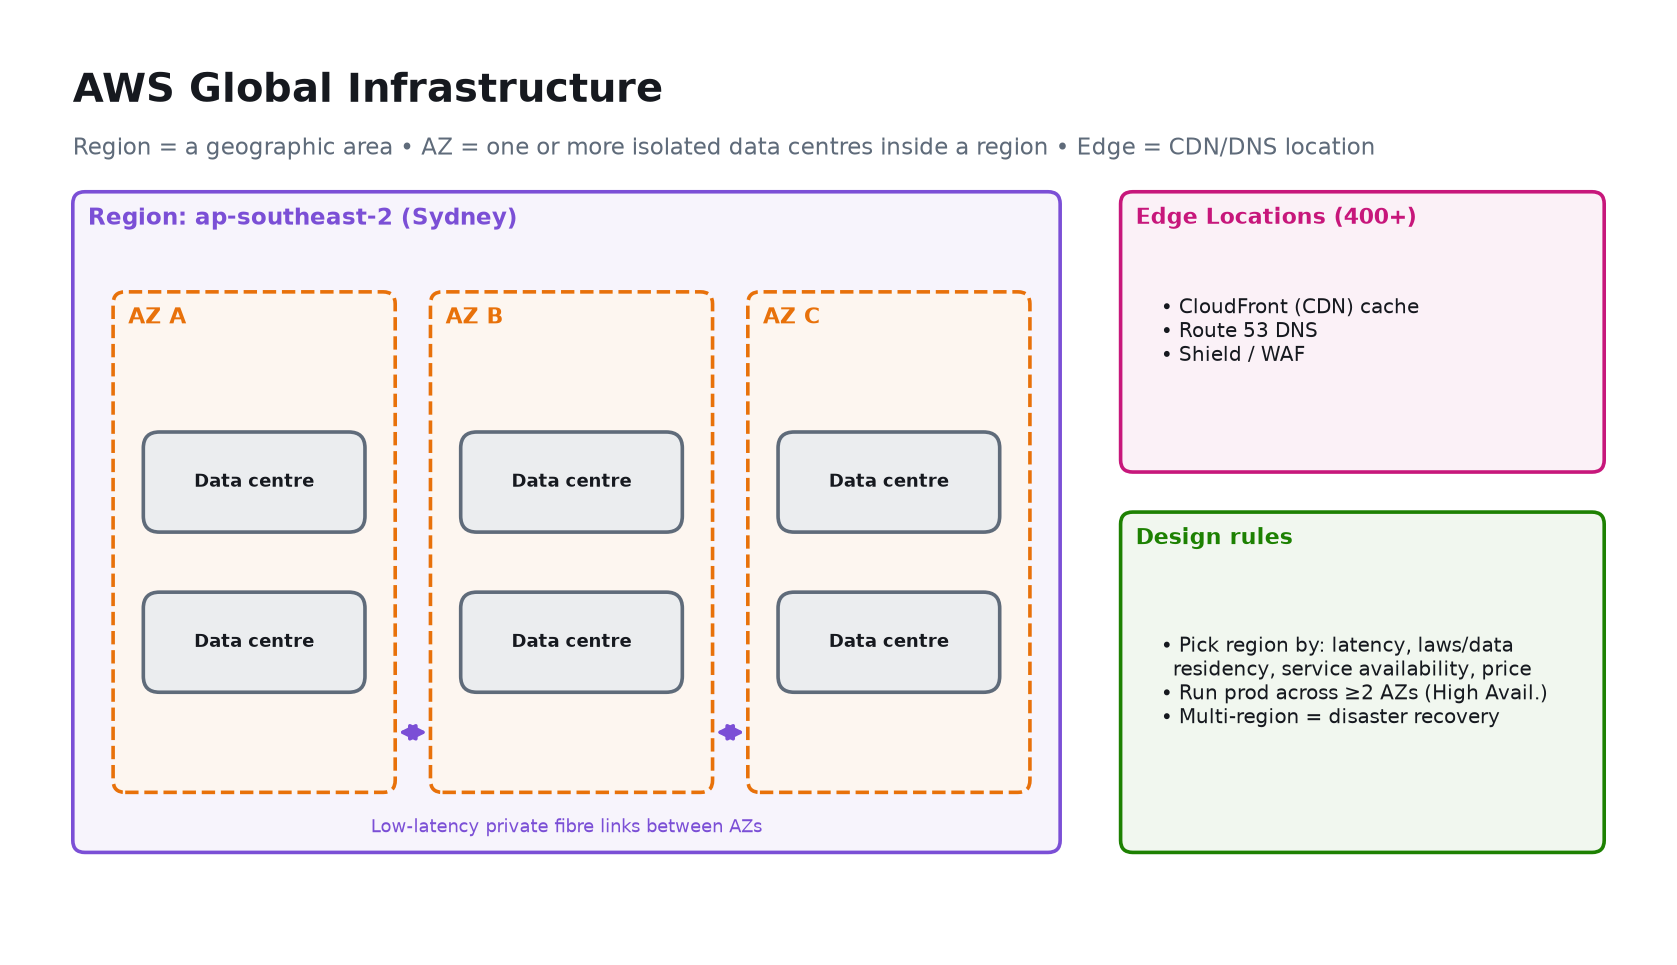 AWS Global Infrastructure
Region = a geographic area • AZ = one or more isolated data centres inside a region • Edge = CDN/DNS location
Region: ap-southeast-2 (Sydney)
AZ A
AZ B
AZ C
Data centre
Data centre
Data centre
Data centre
Data centre
Data centre
Low-latency private fibre links between AZs
Edge Locations (400+)
• CloudFront (CDN) cache
• Route 53 DNS
• Shield / WAF
Design rules
• Pick region by: latency, laws/data
residency, service availability, price
• Run prod across ≥2 AZs (High Avail.)
• Multi-region = disaster recovery